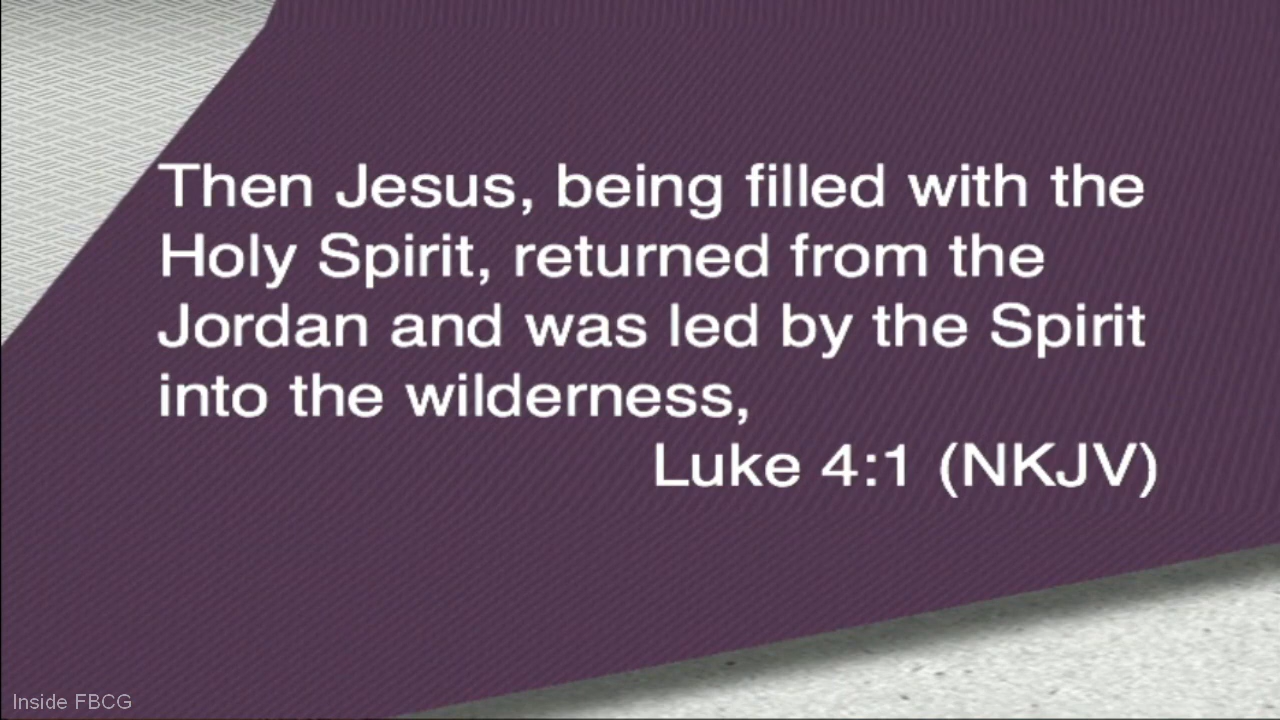 Then Jesus, being filled with the
Holy Spirit, returned from the
Jordan and was led by the Spirit
into the wilderness,
Luke 4:1 (NKJV)
Inside FBCG